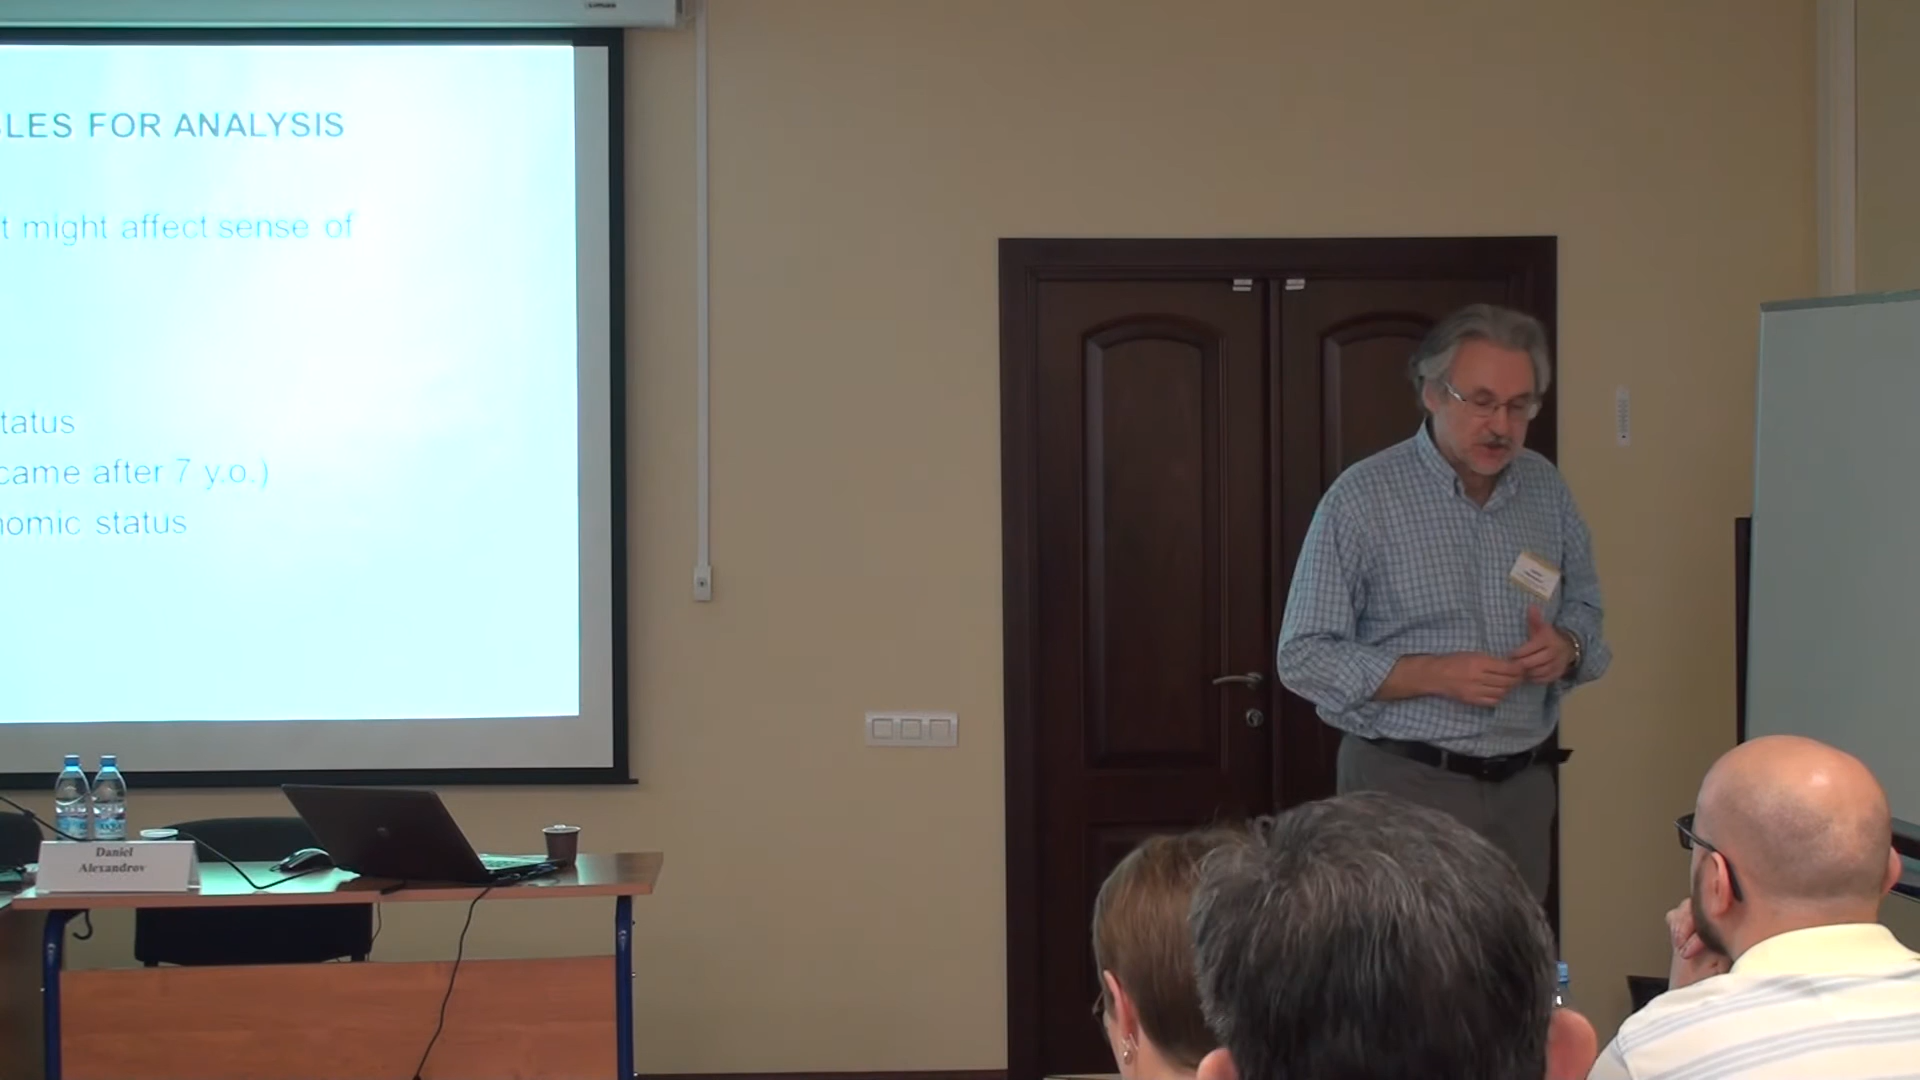 LES FOR ANALYSIS
t might affect sense of
tatus
came after 7 y.o.)
nomic status
Daniel
Alexandrov